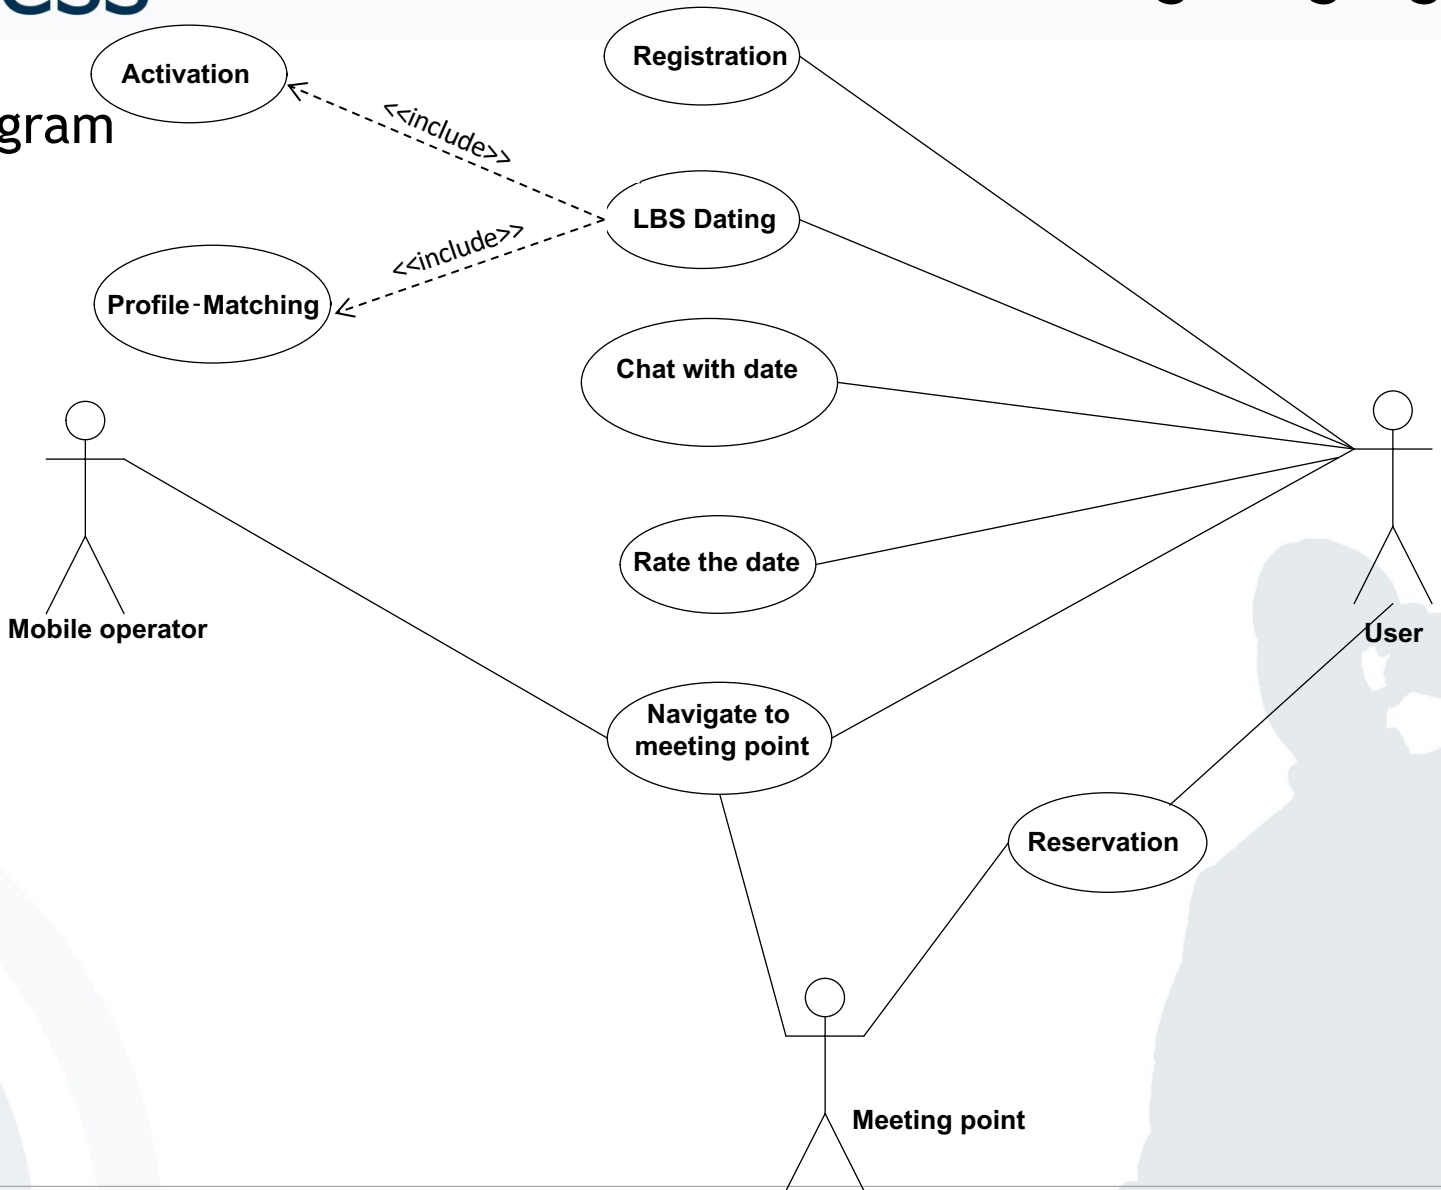 Activation
Registration
gram
<<include>>
LBS Dating
<<include>>
Profile-Matching
Chat with date
Rate the date
Mobile operator
User
Navigate to
meeting point
Reservation
Meeting point